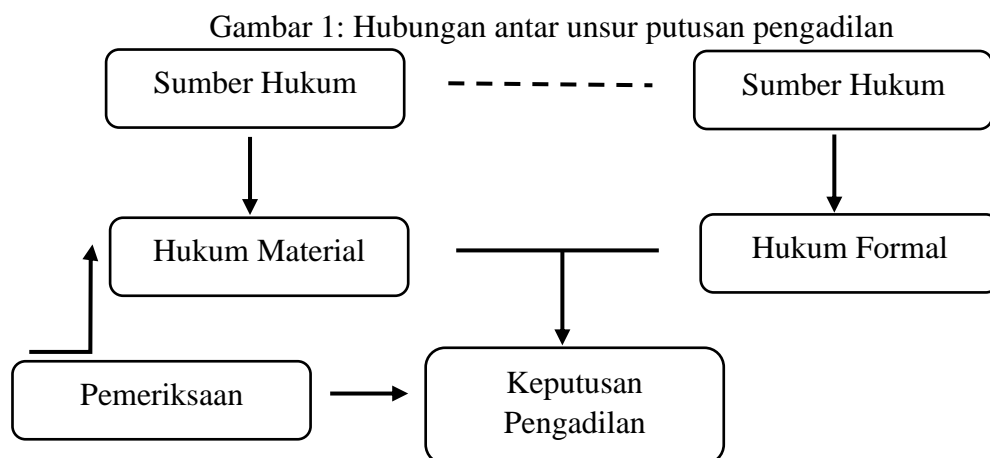 Gambar 1: Hubungan antar unsur putusan pengadilan
Sumber Hukum
Sumber Hukum
Hukum Material
Hukum Formal
Pemeriksaan
Keputusan
Pengadilan